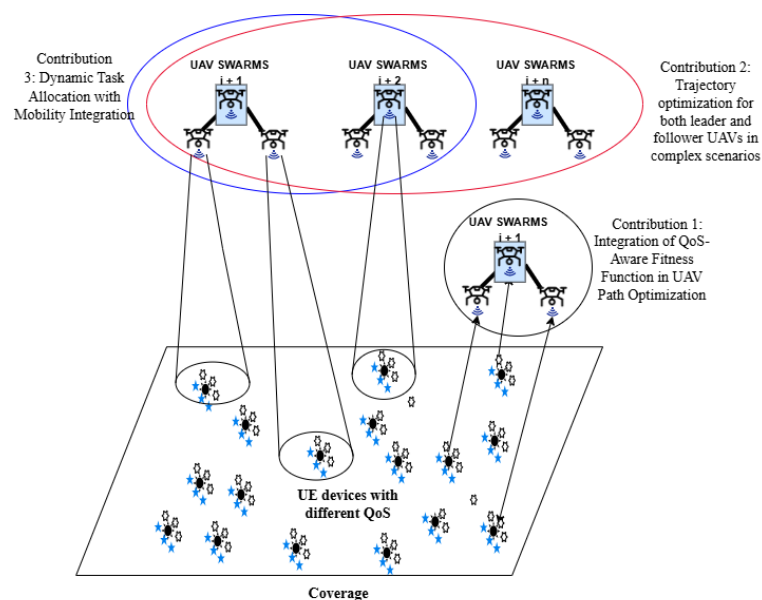 Contribution
3: Dynamic Task
Allocation with
Mobility Integration
UAV SWARMS
i + 1
UAV SWARMS
i + 2
UAV SWARMS
i + n
Contribution 2:
Trajectory
optimization for
both leader and
follower UAVs in
complex scenarios
UAV SWARMS
i + 1
Contribution 1:
Integration of QoS-
Aware Fitness
Function in UAV
Path Optimization
UE devices with
different QoS
Coverage